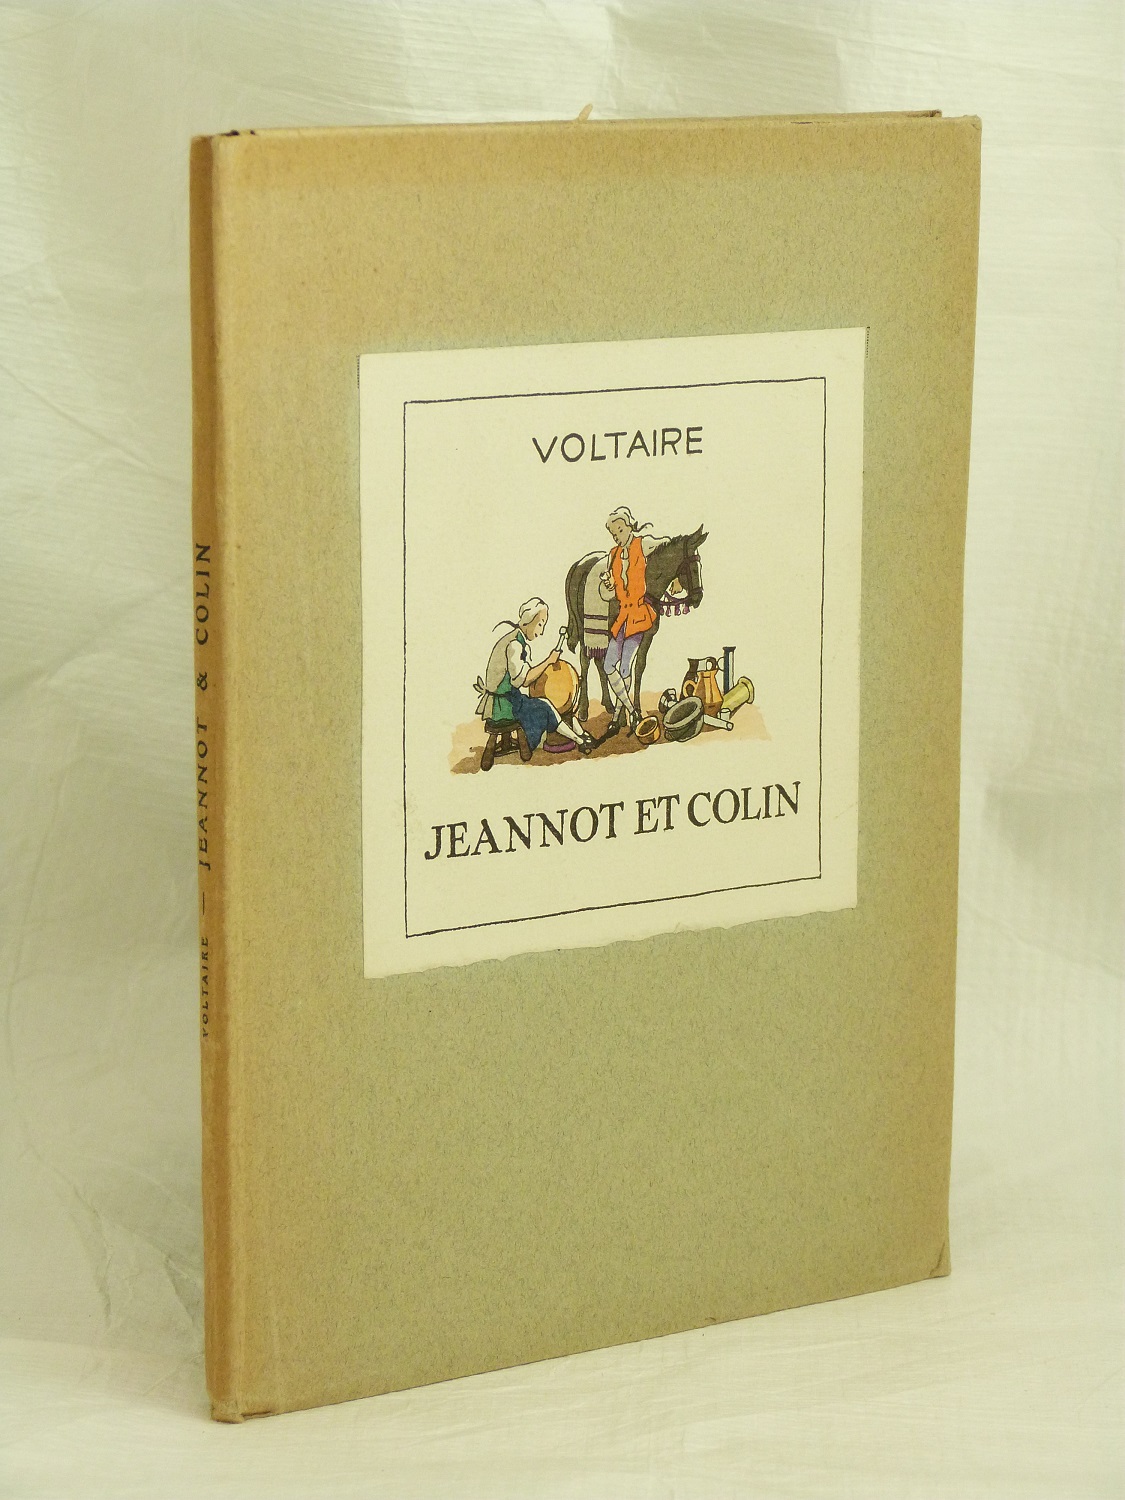 VOLTAIRE
JEANNOT ET COLIN
VOLTAIRE — JEANNOT & COLIN